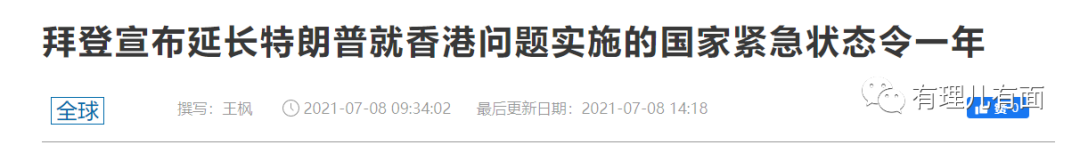 拜登宣布延长特朗普就香港问题实施的国家紧急状态令一年
全球 撰写：王枫 2021-07-08 09:34:02 最后更新日期：2021-07-08 14:18 有理儿有面 赞 0